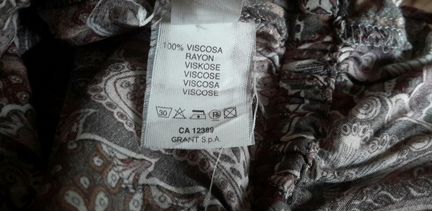 100% VISCOSA
RAYON
VISKOSE
VISCOSE
VISCOSA
VISCOSE
30
CA 12389
GRANT S.p.A.